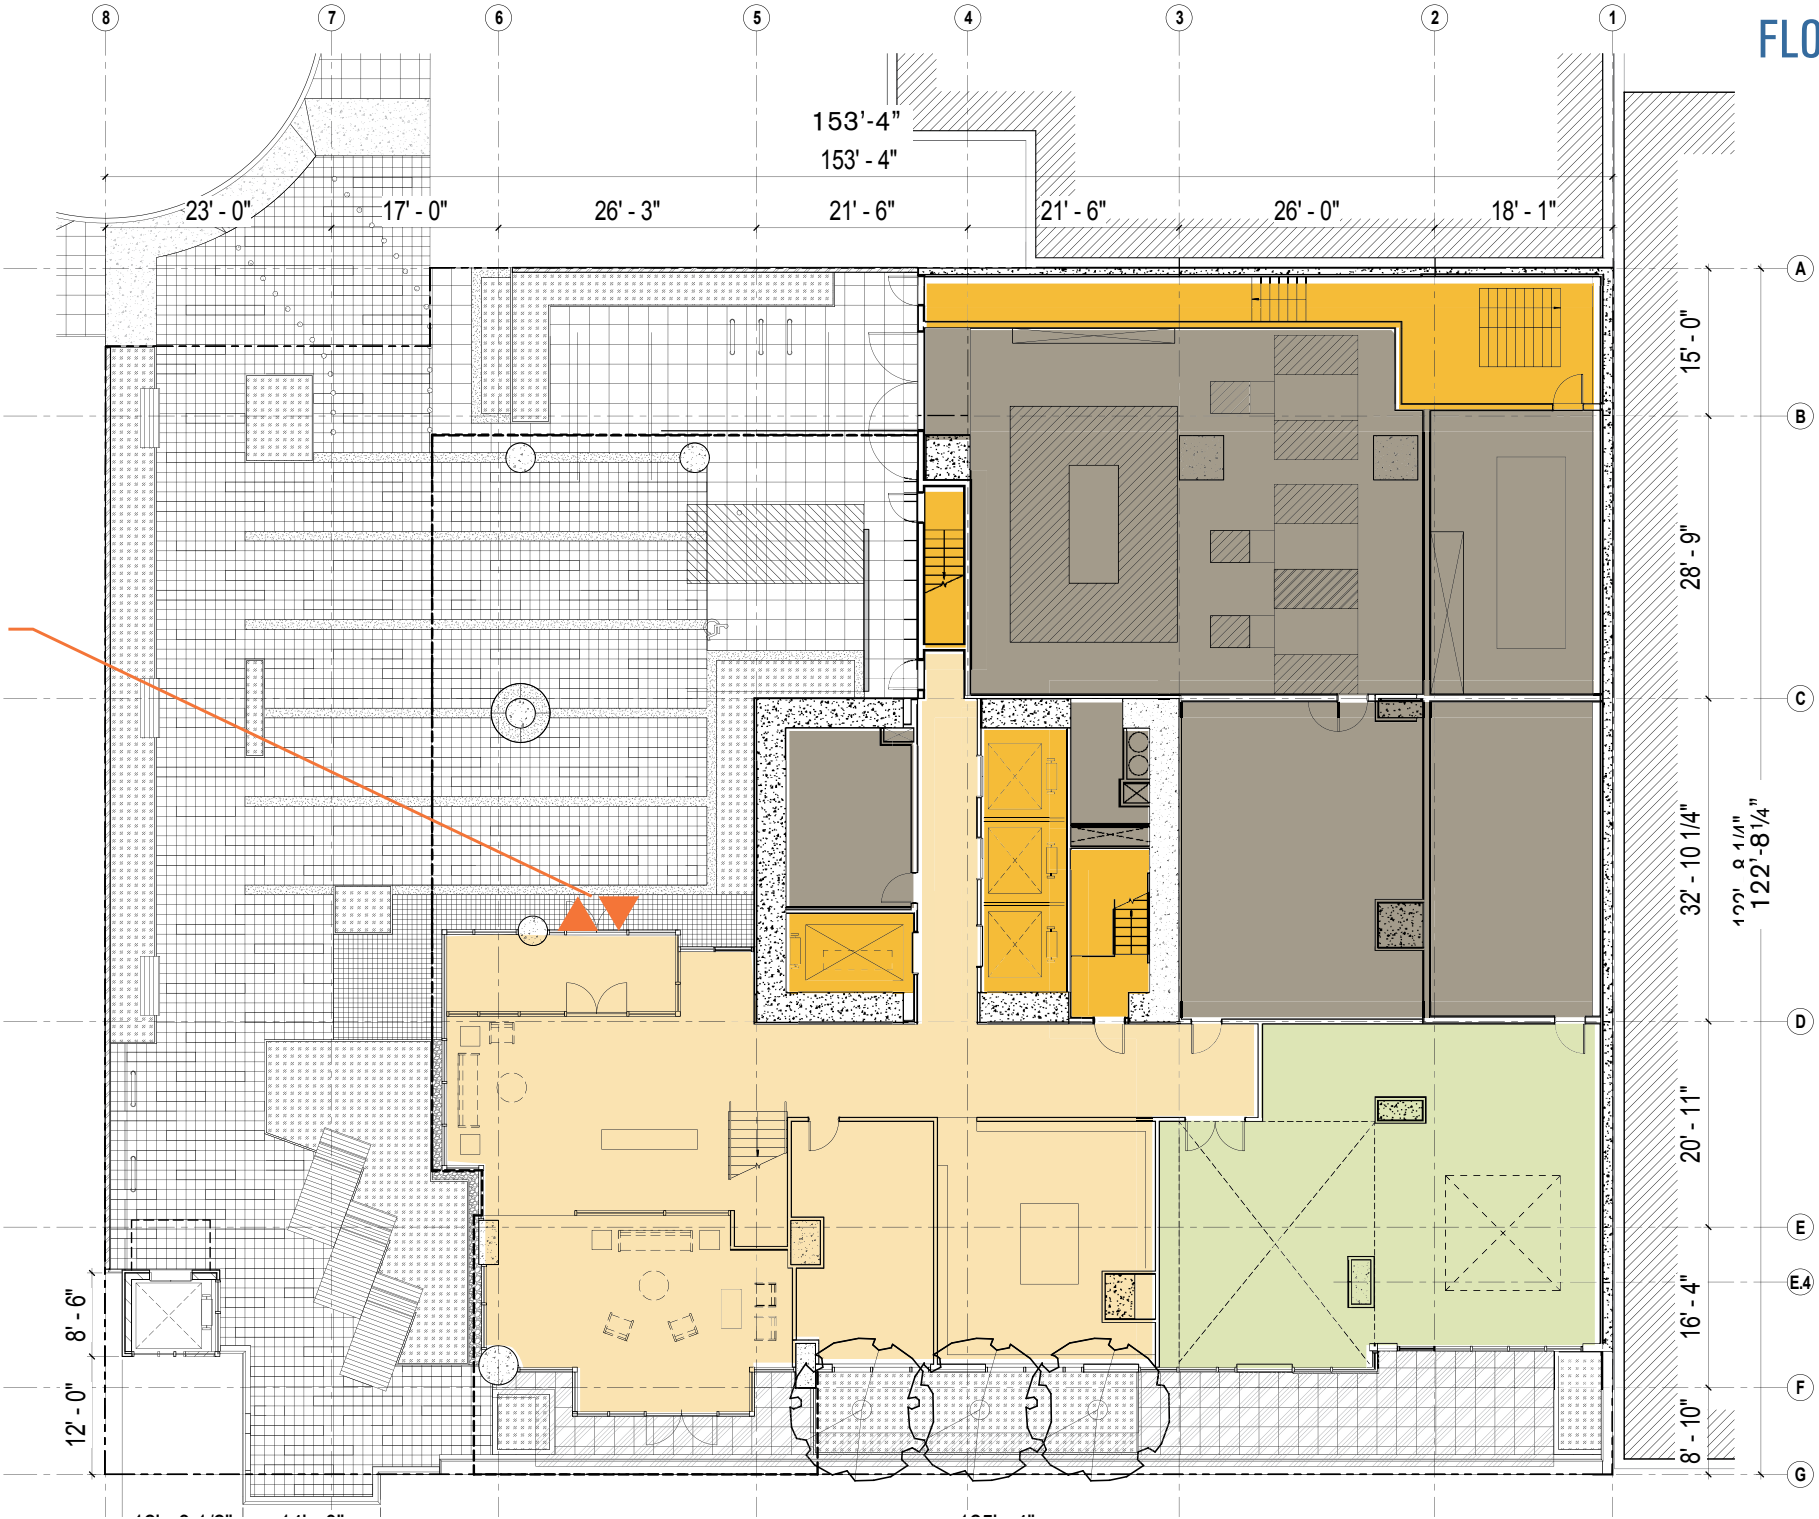 8 7 6 5 4 3 2 1
FLO
153'-4"
153' - 4"
23' - 0" 17' - 0" 26' - 3" 21' - 6" 21' - 6" 26' - 0" 18' - 1"
A
15' - 0"
B
28' - 9"
C
32' - 10 1/4"
122'-8 1/4"
D
20' - 11"
E
E.4
16' - 4"
8' - 6"
F
12' - 0"
8' - 10"
G